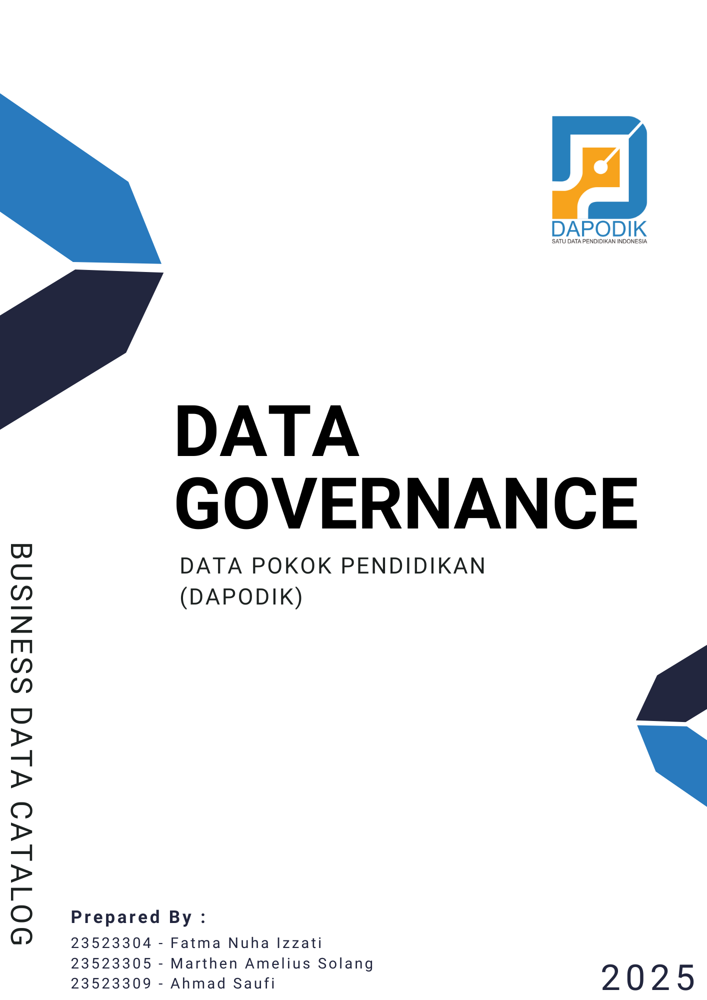 DAPODIK
SATU DATA PENDIDIKAN INDONESIA
DATA
GOVERNANCE
DATA POKOK PENDIDIKAN
(DAPODIK)
BUSINESS DATA CATALOG
Prepared By :
23523304 - Fatma Nuha Izzati
23523305 - Marthen Amelius Solang
23523309 - Ahmad Saufi
2025